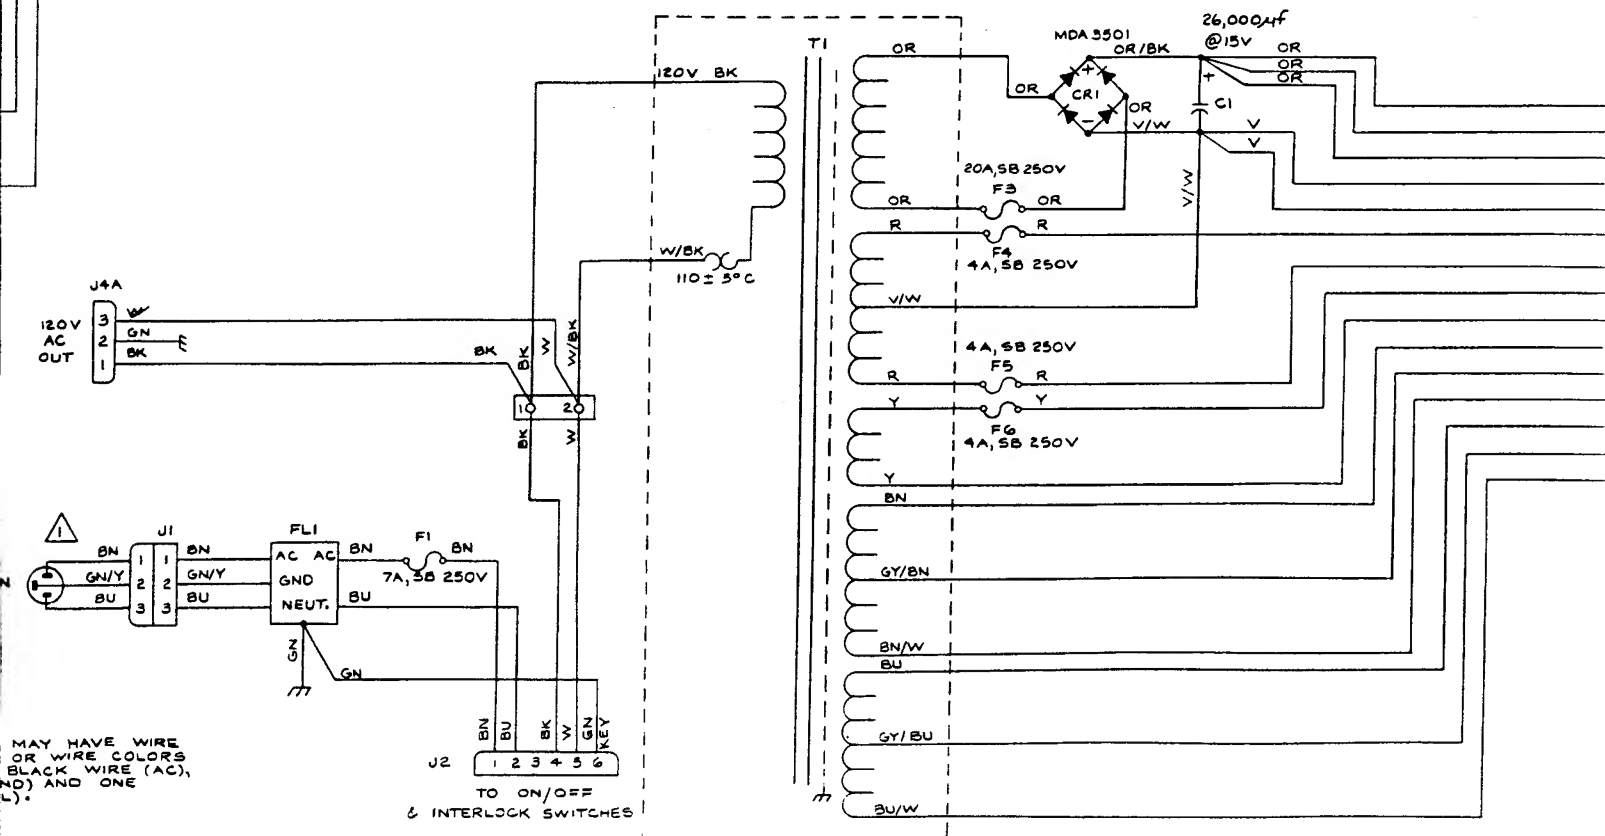 26,000µf
@15V
T1
MDA 3501
OR
OR/BK
OR
OR
OR
120V BK
+
CR1
-
OR
OR
+
C1
V/W
V
V
V/W
20A, SB 250V
F3
OR
OR
R
R
F4
4A, SB 250V
W/BK
110 ± 5°C
V/W
J4A
120V
AC
OUT
3
2
1
W
GN
BK
BK
BK
W
W/BK
4A, SB 250V
F5
R
R
Y
Y
F6
4A, SB 250V
1
2
BK
W
Y
BN
1
J1
FL1
F1
BN
GN/Y
BU
1
2
3
1
2
3
BN
GN/Y
BU
AC AC
GND
NEUT.
BN
BN
7A, SB 250V
BU
GY/BN
GN
GN
BN/W
BU
BN
BU
BK
W
GN
KEY
GY/BU
J2
1 2 3 4 5 6
TO ON/OFF
& INTERLOCK SWITCHES
BU/W
MAY HAVE WIRE
OR WIRE COLORS
BLACK WIRE (AC),
ND) AND ONE
L).